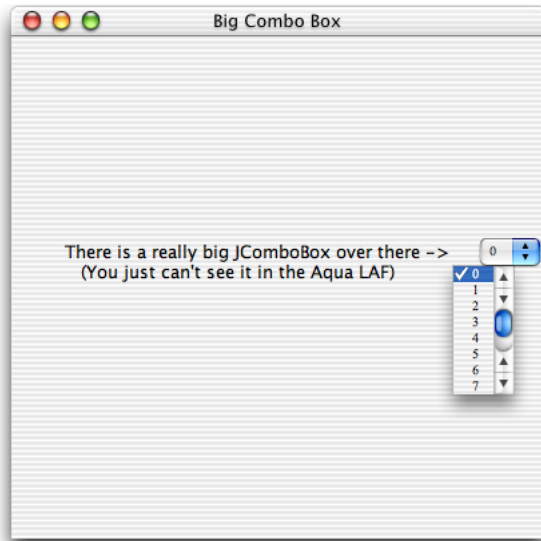 Big Combo Box
There is a really big JComboBox over there -> 0
(You just can't see it in the Aqua LAF)
✓ 0
1
2
3
4
5
6
7